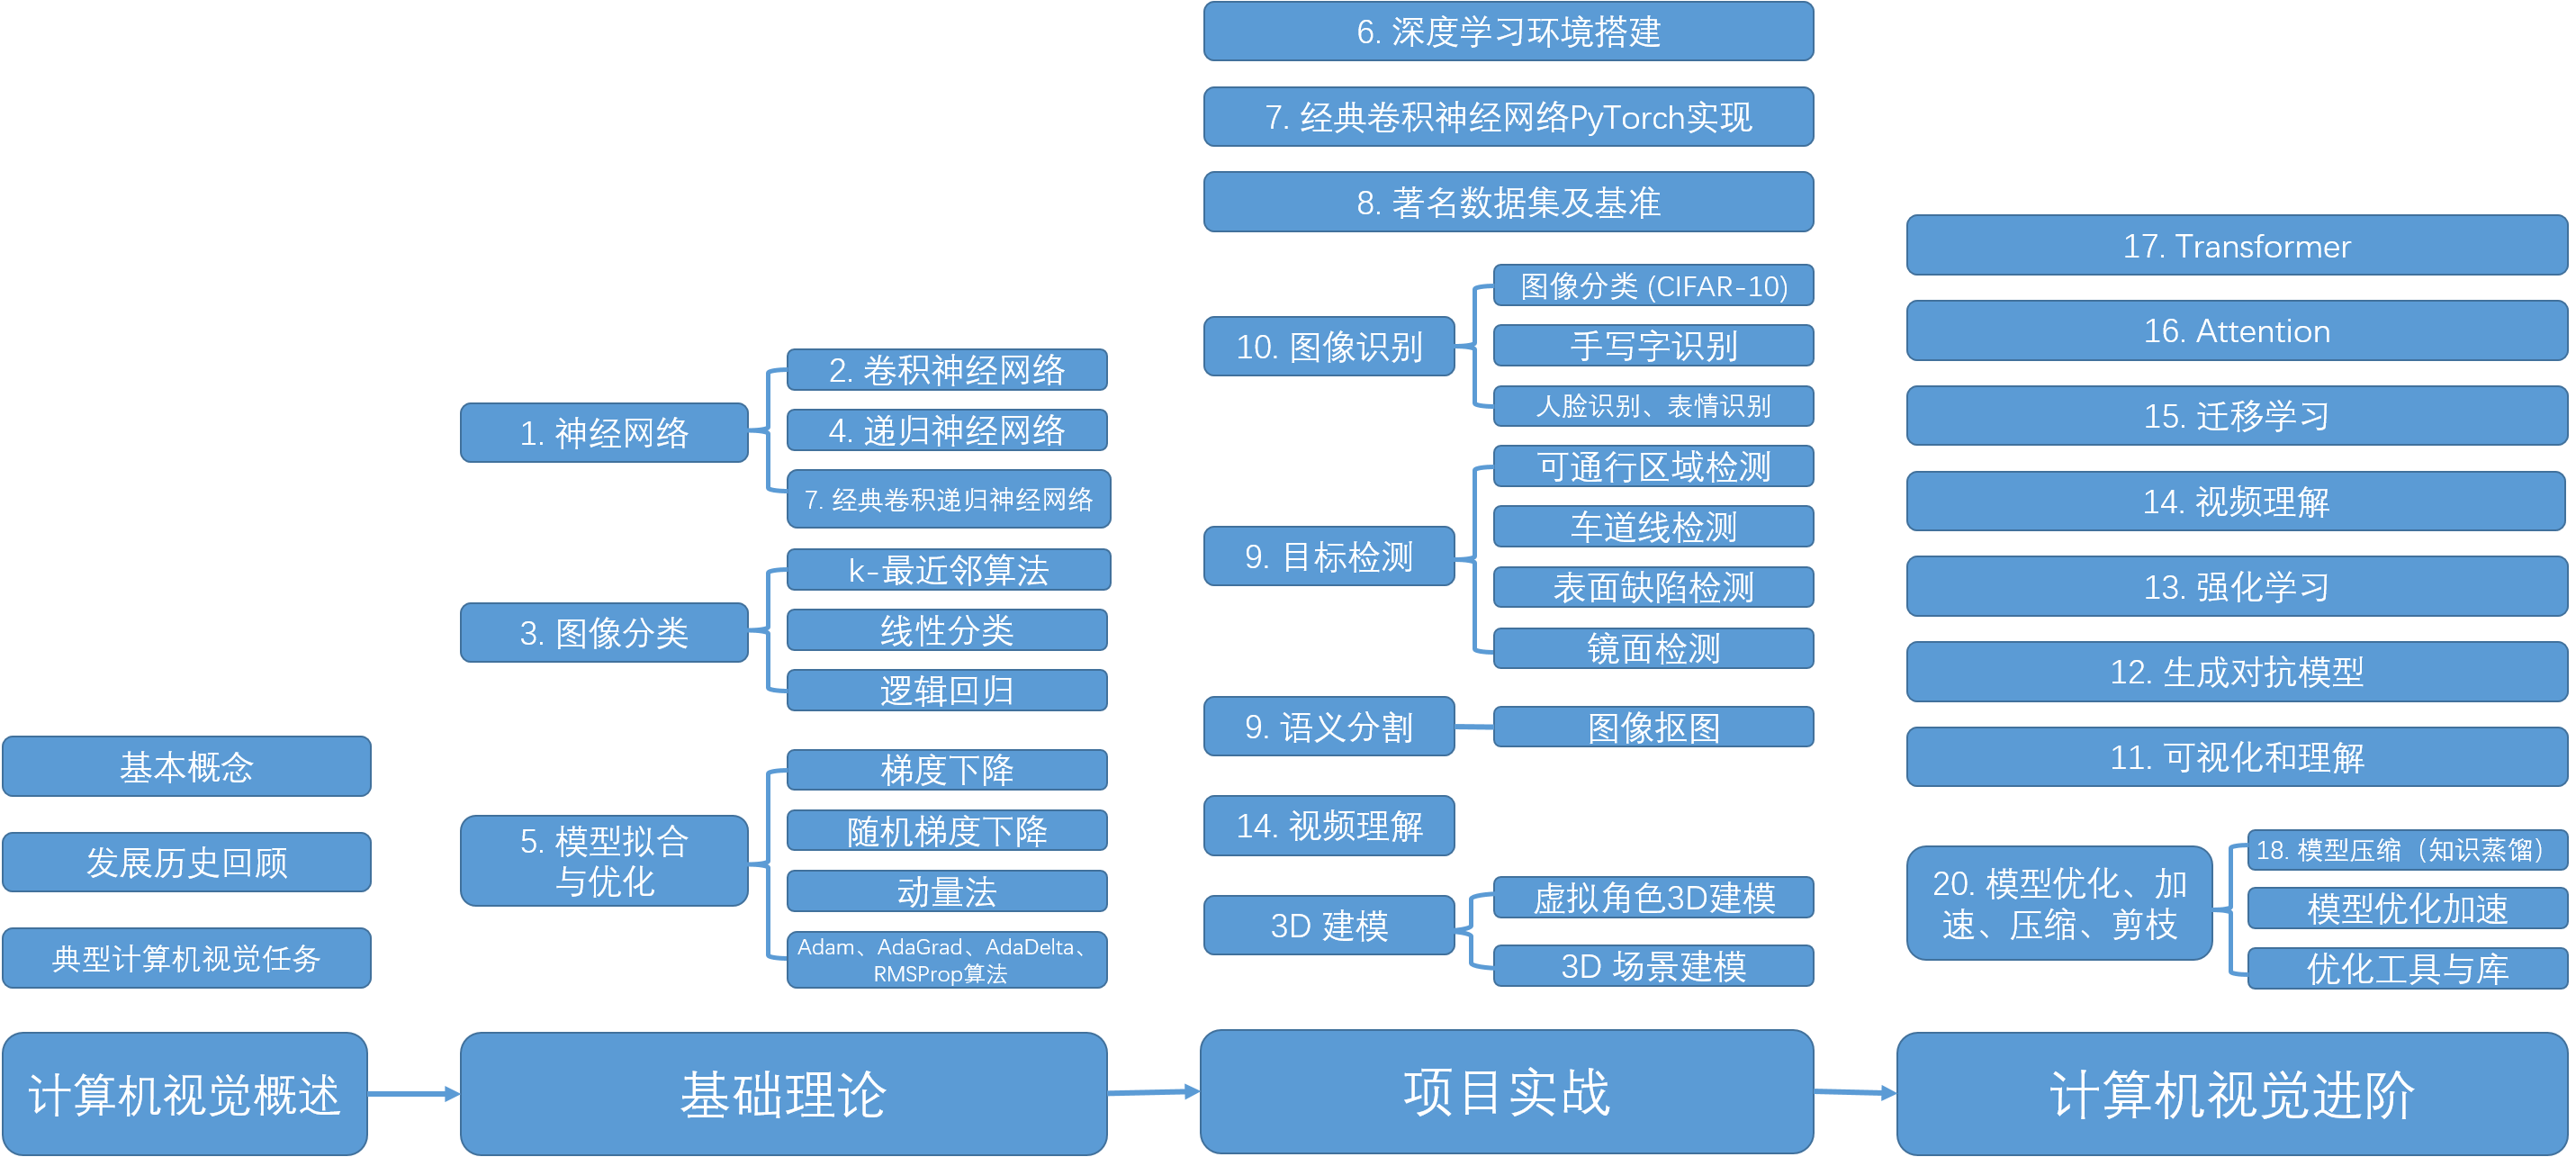 基本概念
发展历史回顾
典型计算机视觉任务
计算机视觉概述
1. 神经网络
2. 卷积神经网络
4. 递归神经网络
7. 经典卷积递归神经网络
3. 图像分类
k-最近邻算法
线性分类
逻辑回归
5. 模型拟合
与优化
梯度下降
随机梯度下降
动量法
Adam、AdaGrad、AdaDelta、
RMSProp算法
基础理论
6. 深度学习环境搭建
7. 经典卷积神经网络PyTorch实现
8. 著名数据集及基准
10. 图像识别
图像分类 (CIFAR-10)
手写字识别
人脸识别、表情识别
9. 目标检测
可通行区域检测
车道线检测
表面缺陷检测
镜面检测
9. 语义分割
图像抠图
14. 视频理解
3D 建模
虚拟角色3D建模
3D 场景建模
项目实战
17. Transformer
16. Attention
15. 迁移学习
14. 视频理解
13. 强化学习
12. 生成对抗模型
11. 可视化和理解
20. 模型优化、加
速、压缩、剪枝
18. 模型压缩（知识蒸馏）
模型优化加速
优化工具与库
计算机视觉进阶